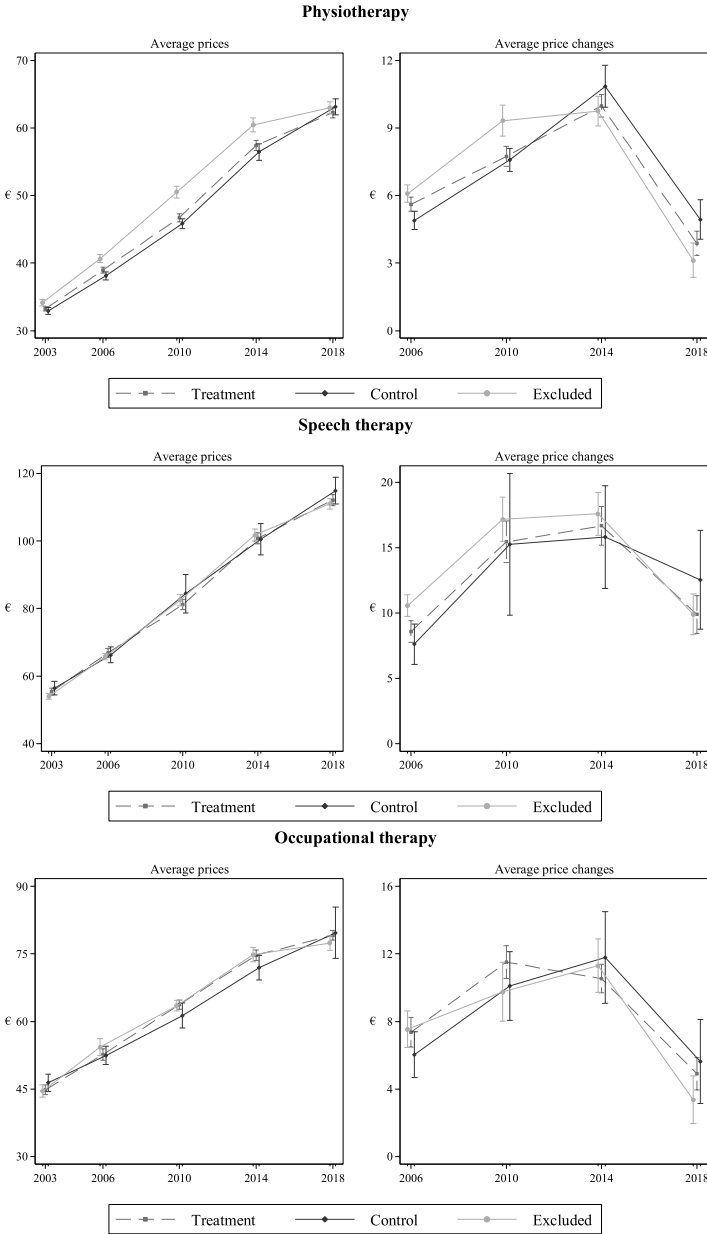 Physiotherapy
Average prices
Average price changes
70
60
50
40
30
€
2003 2006 2010 2014 2018
12
9
6
3
0
€
2006 2010 2014 2018
Treatment Control Excluded
Speech therapy
Average prices
Average price changes
120
100
80
60
40
€
2003 2006 2010 2014 2018
20
15
10
5
0
€
2006 2010 2014 2018
Treatment Control Excluded
Occupational therapy
Average prices
Average price changes
90
75
60
45
30
€
2003 2006 2010 2014 2018
16
12
8
4
0
€
2006 2010 2014 2018
Treatment Control Excluded